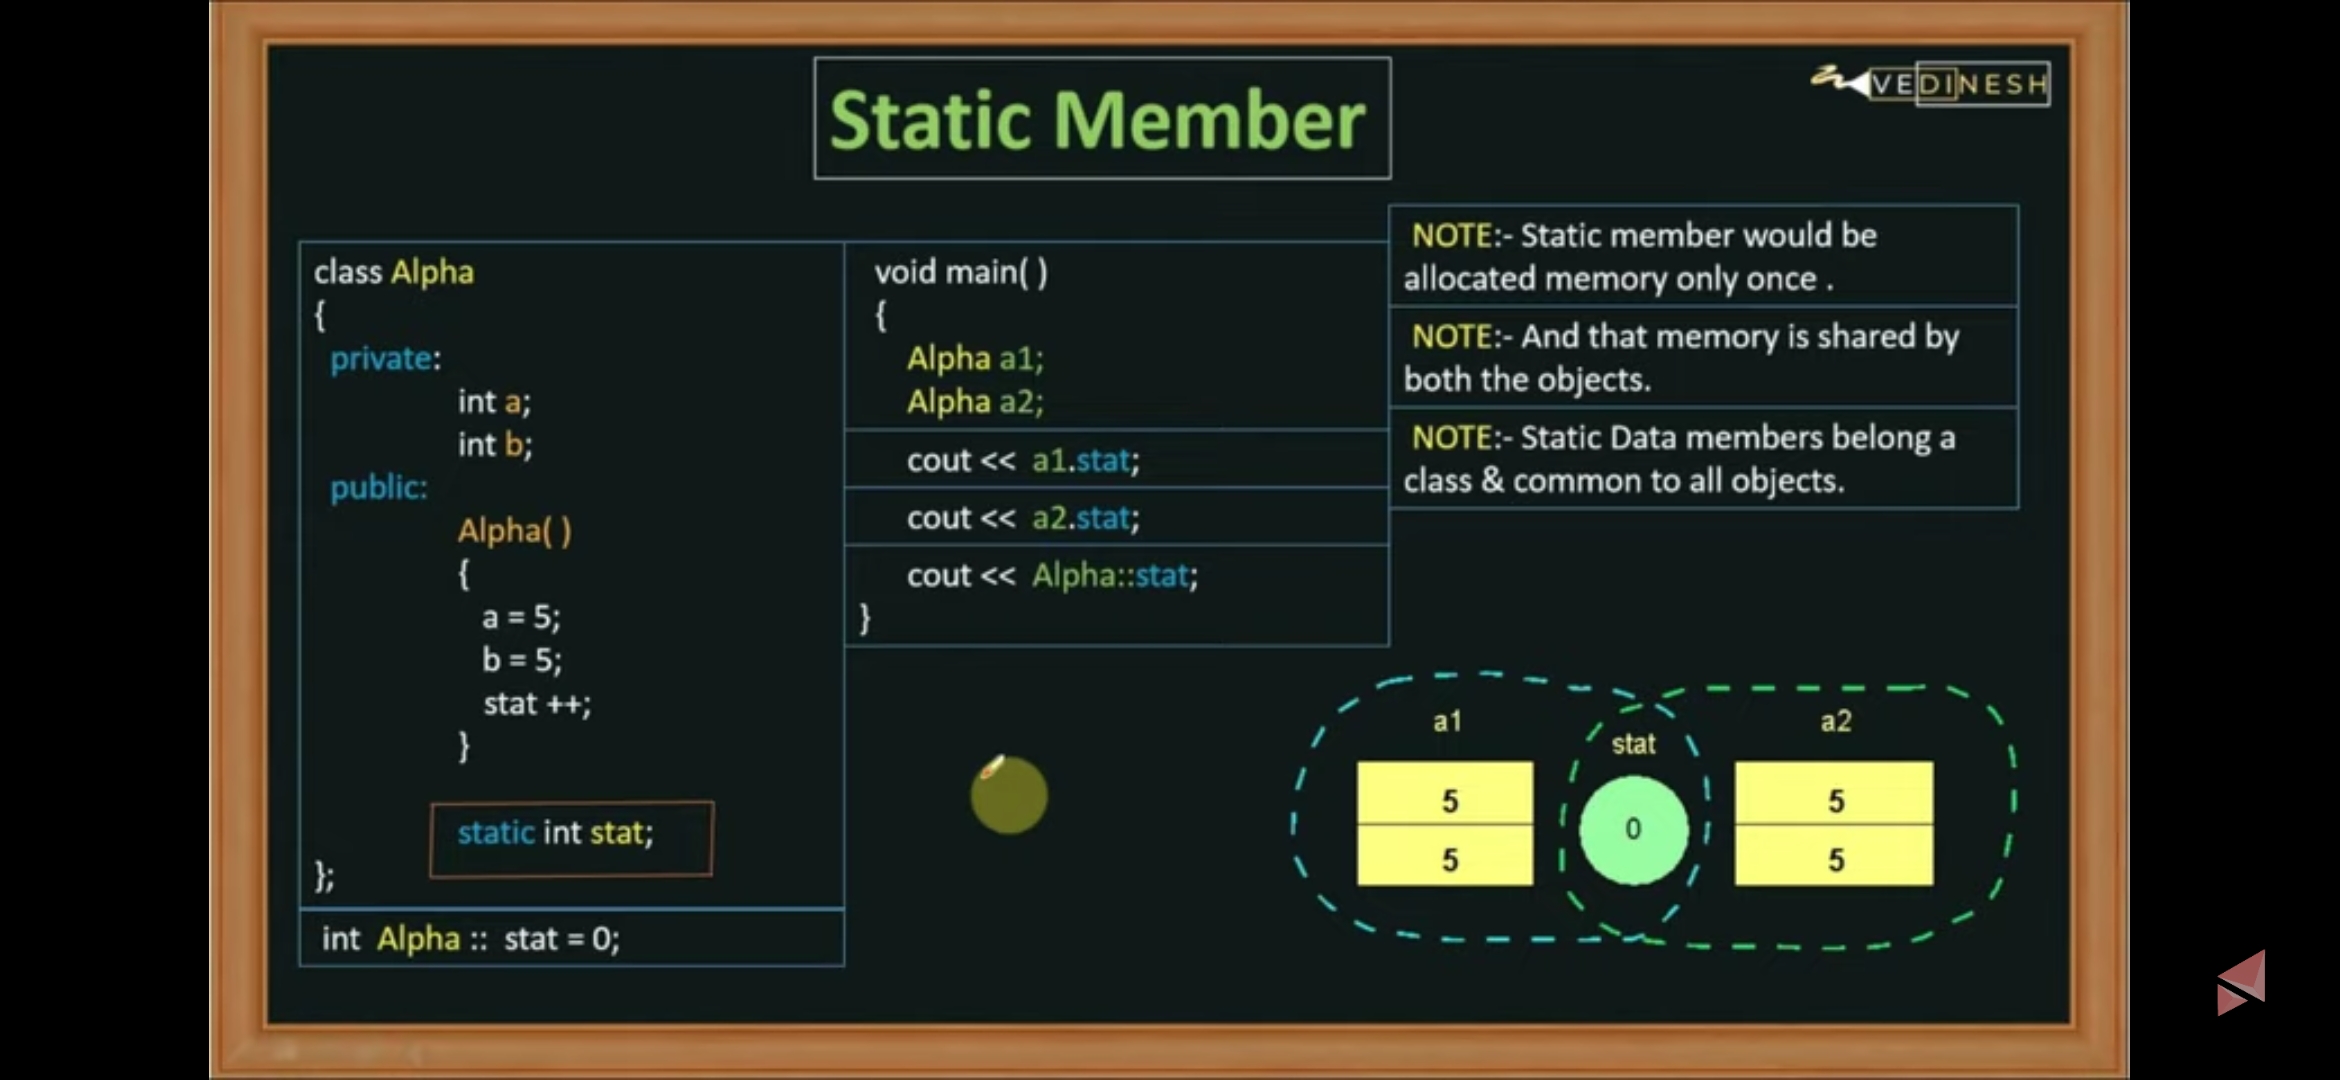 Static Member
VEDINESH
class Alpha
{
private:
int a;
int b;
public:
Alpha( )
{
a = 5;
b = 5;
stat ++;
}
static int stat;
};
int Alpha :: stat = 0;
void main( )
{
Alpha a1;
Alpha a2;
cout << a1.stat;
cout << a2.stat;
cout << Alpha::stat;
}
NOTE:- Static member would be
allocated memory only once .
NOTE:- And that memory is shared by
both the objects.
NOTE:- Static Data members belong a
class & common to all objects.
a1
5
5
stat
0
a2
5
5